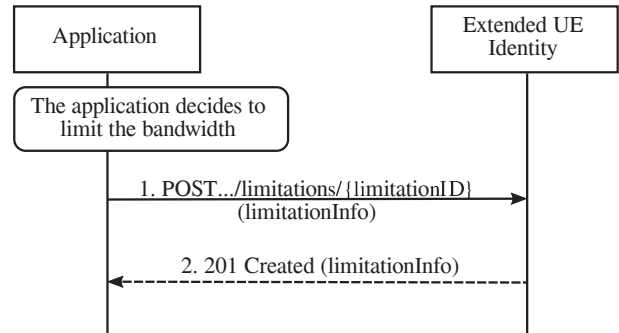 Application
Extended UE
Identity
The application decides to
limit the bandwidth
1. POST.../limitations/{limitationID}
(limitationInfo)
2. 201 Created (limitationInfo)